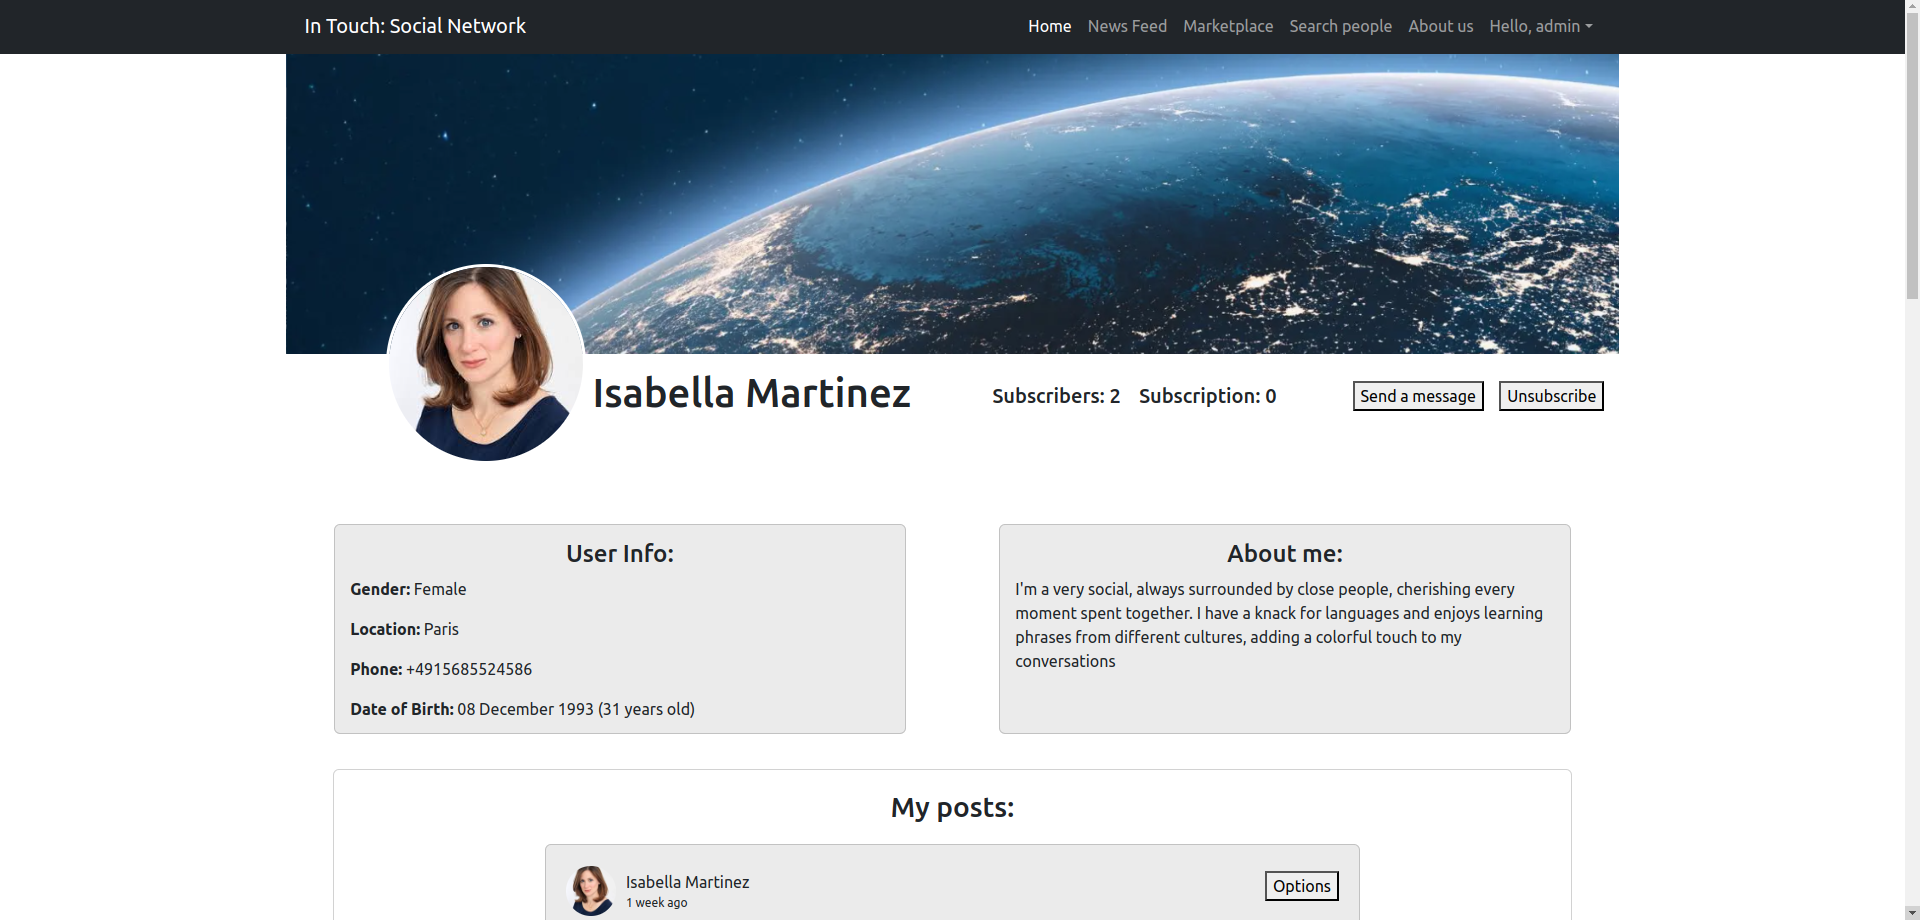 In Touch: Social Network
Home News Feed Marketplace Search people About us Hello, admin
Isabella Martinez
Subscribers: 2 Subscription: 0
Send a message
Unsubscribe
User Info:
Gender: Female
Location: Paris
Phone: +4915685524586
Date of Birth: 08 December 1993 (31 years old)
About me:
I'm a very social, always surrounded by close people, cherishing every
moment spent together. I have a knack for languages and enjoys learning
phrases from different cultures, adding a colorful touch to my
conversations
My posts:
Isabella Martinez
1 week ago
Options